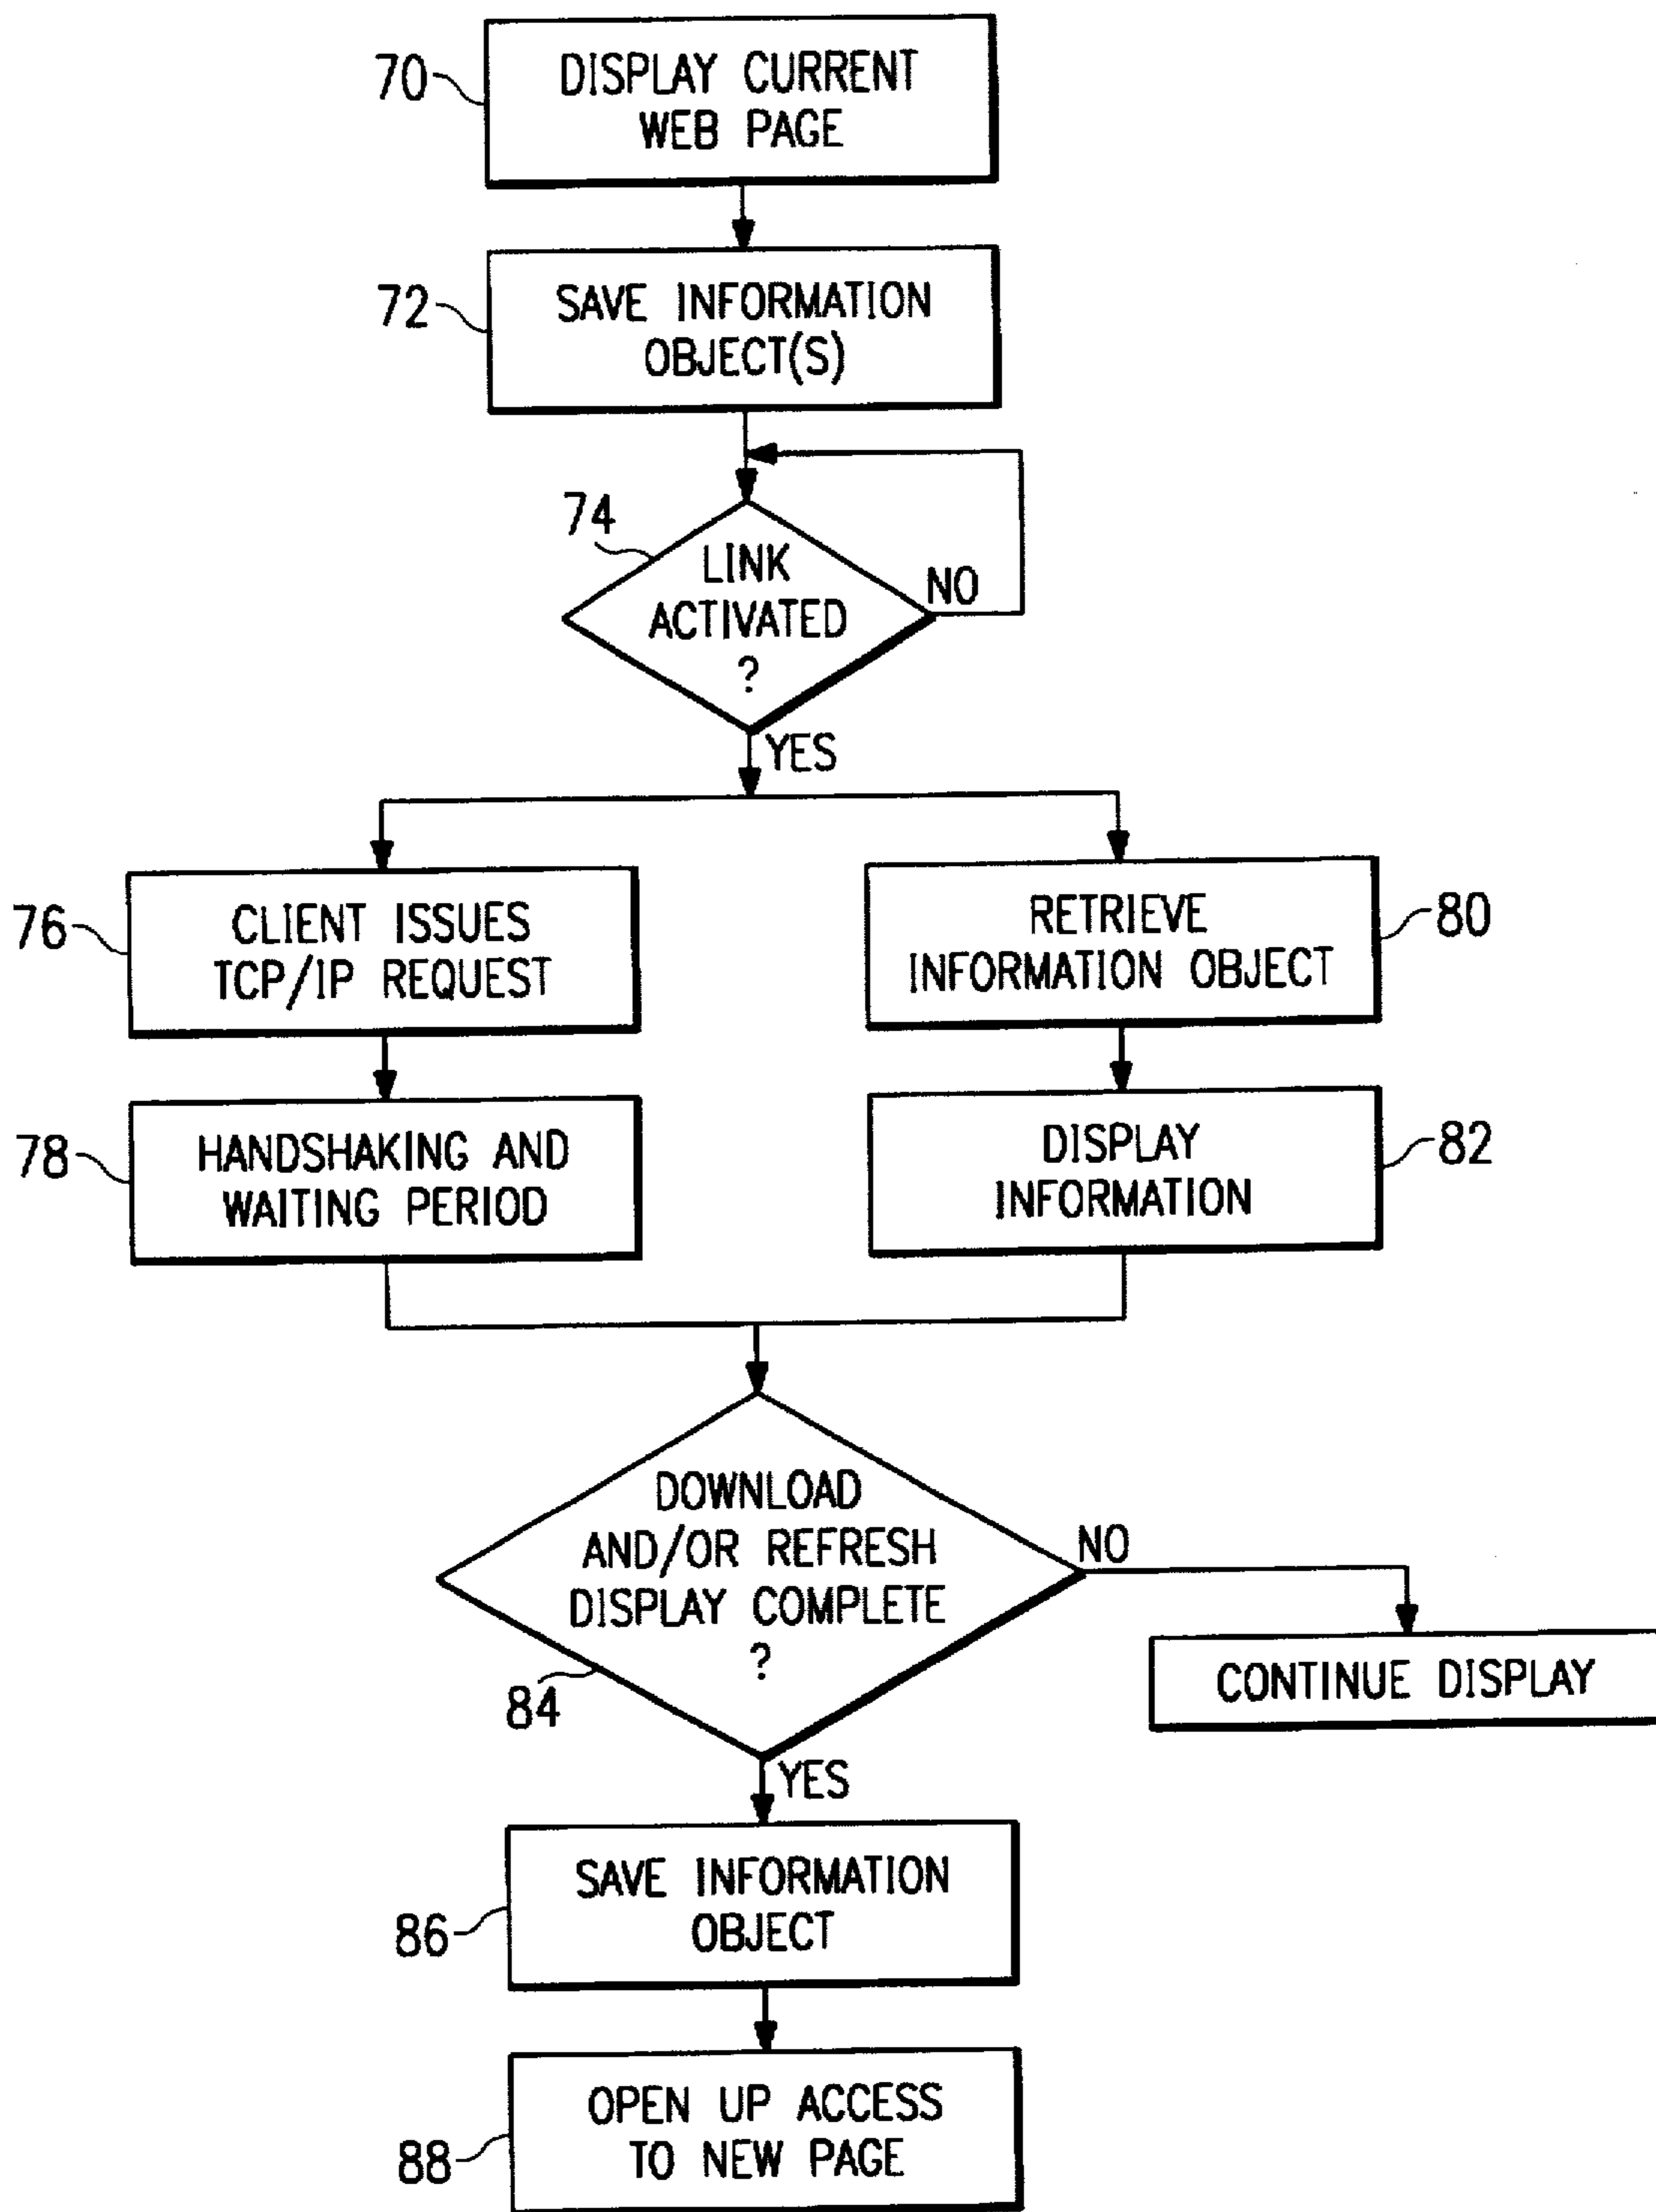 70
DISPLAY CURRENT
WEB PAGE
72
SAVE INFORMATION
OBJECT(S)
74
LINK
ACTIVATED
?
NO
YES
76
CLIENT ISSUES
TCP/IP REQUEST
RETRIEVE
INFORMATION OBJECT
80
78
HANDSHAKING AND
WAITING PERIOD
DISPLAY
INFORMATION
82
DOWNLOAD
AND/OR REFRESH
DISPLAY COMPLETE
?
NO
84
CONTINUE DISPLAY
YES
86
SAVE INFORMATION
OBJECT
88
OPEN UP ACCESS
TO NEW PAGE